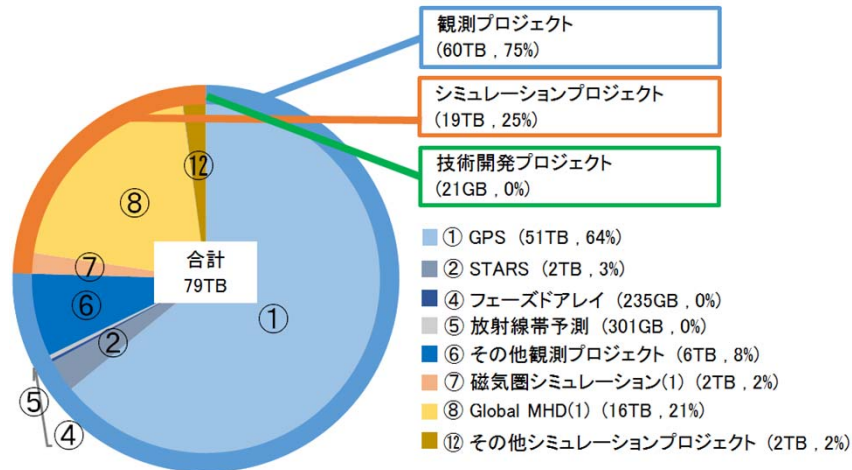 観測プロジェクト
(60TB , 75%)
シミュレーションプロジェクト
(19TB , 25%)
技術開発プロジェクト
(21GB , 0%)
⑫
⑧
⑦
合計
79TB
⑥
①
②
⑤
④
① GPS (51TB , 64%)
② STARS (2TB , 3%)
④ フェーズドアレイ (235GB , 0%)
⑤ 放射線帯予測 (301GB , 0%)
⑥ その他観測プロジェクト (6TB , 8%)
⑦ 磁気圏シミュレーション(1) (2TB , 2%)
⑧ Global MHD(1) (16TB , 21%)
⑫ その他シミュレーションプロジェクト (2TB , 2%)